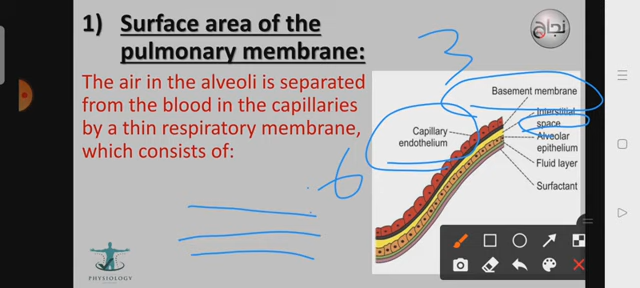 1) Surface area of the
pulmonary membrane:
نجاح
The air in the alveoli is separated
from the blood in the capillaries
by a thin respiratory membrane,
which consists of:
3
Basement membrane
Interstitial
space
Capillary
endothelium
Alveolar
epithelium
Fluid layer
Surfactant
6
PHYSIOLOGY